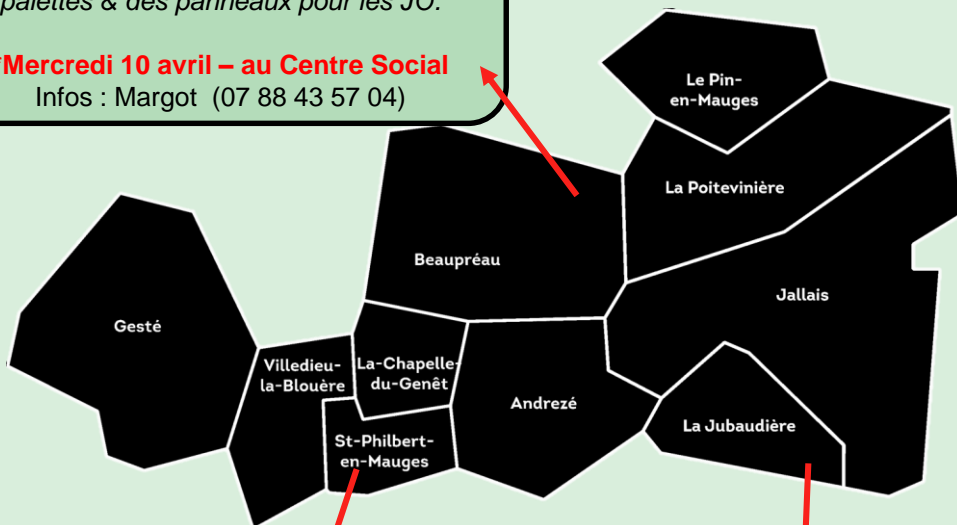 palettes & des panneaux pour les JO.
*Mercredi 10 avril – au Centre Social
Infos : Margot (07 88 43 57 04)
Le Pin-
en-Mauges
La Poitevinière
Beaupréau
Jallais
Gesté
Villedieu-
la-Blouère
La-Chapelle-
du-Genêt
Andrezé
La Jubaudière
St-Philbert-
en-Mauges